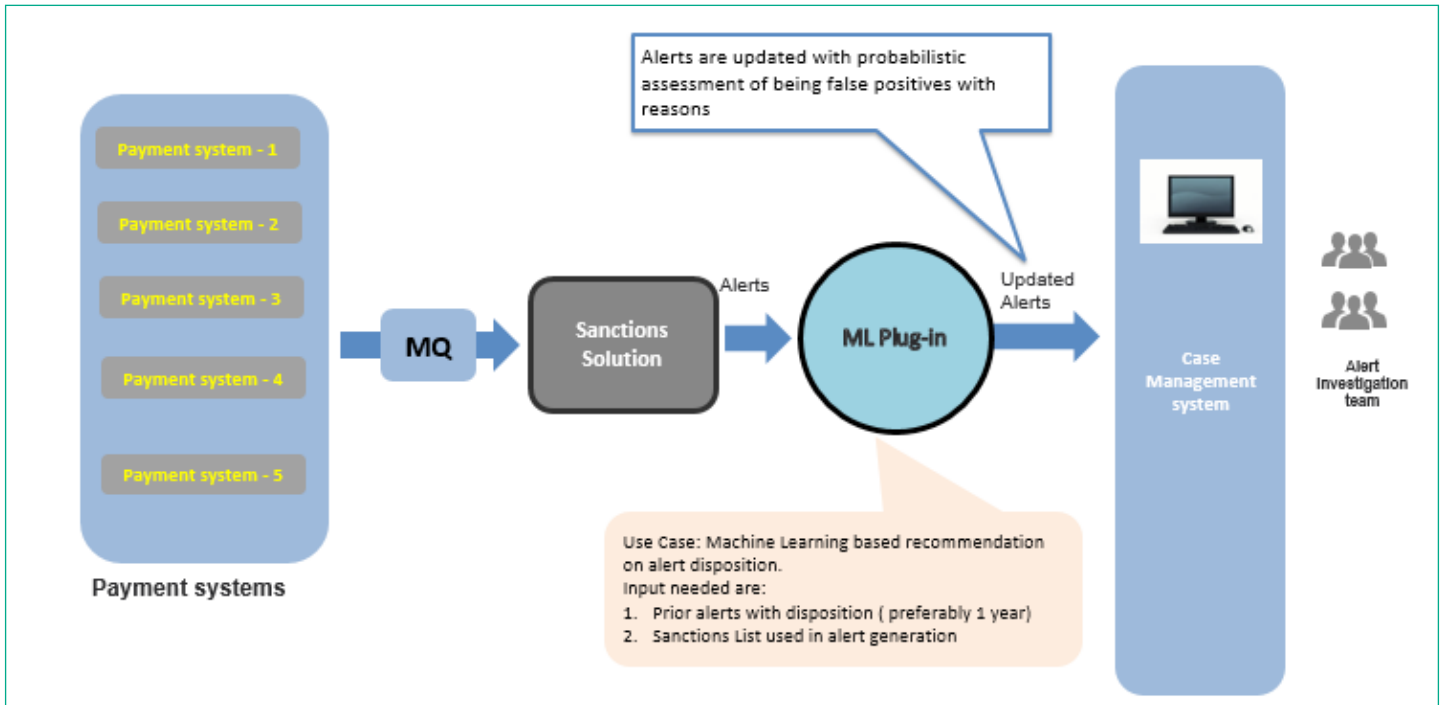 Alerts are updated with probabilistic
assessment of being false positives with
reasons
Payment system - 1
Payment system - 2
Payment system - 3
Payment system - 4
Payment system - 5
Payment systems
MQ
Sanctions
Solution
Alerts
ML Plug-in
Updated
Alerts
Case
Management
system
Alert
Investigation
team
Use Case: Machine Learning based recommendation
on alert disposition.
Input needed are:
1. Prior alerts with disposition ( preferably 1 year)
2. Sanctions List used in alert generation